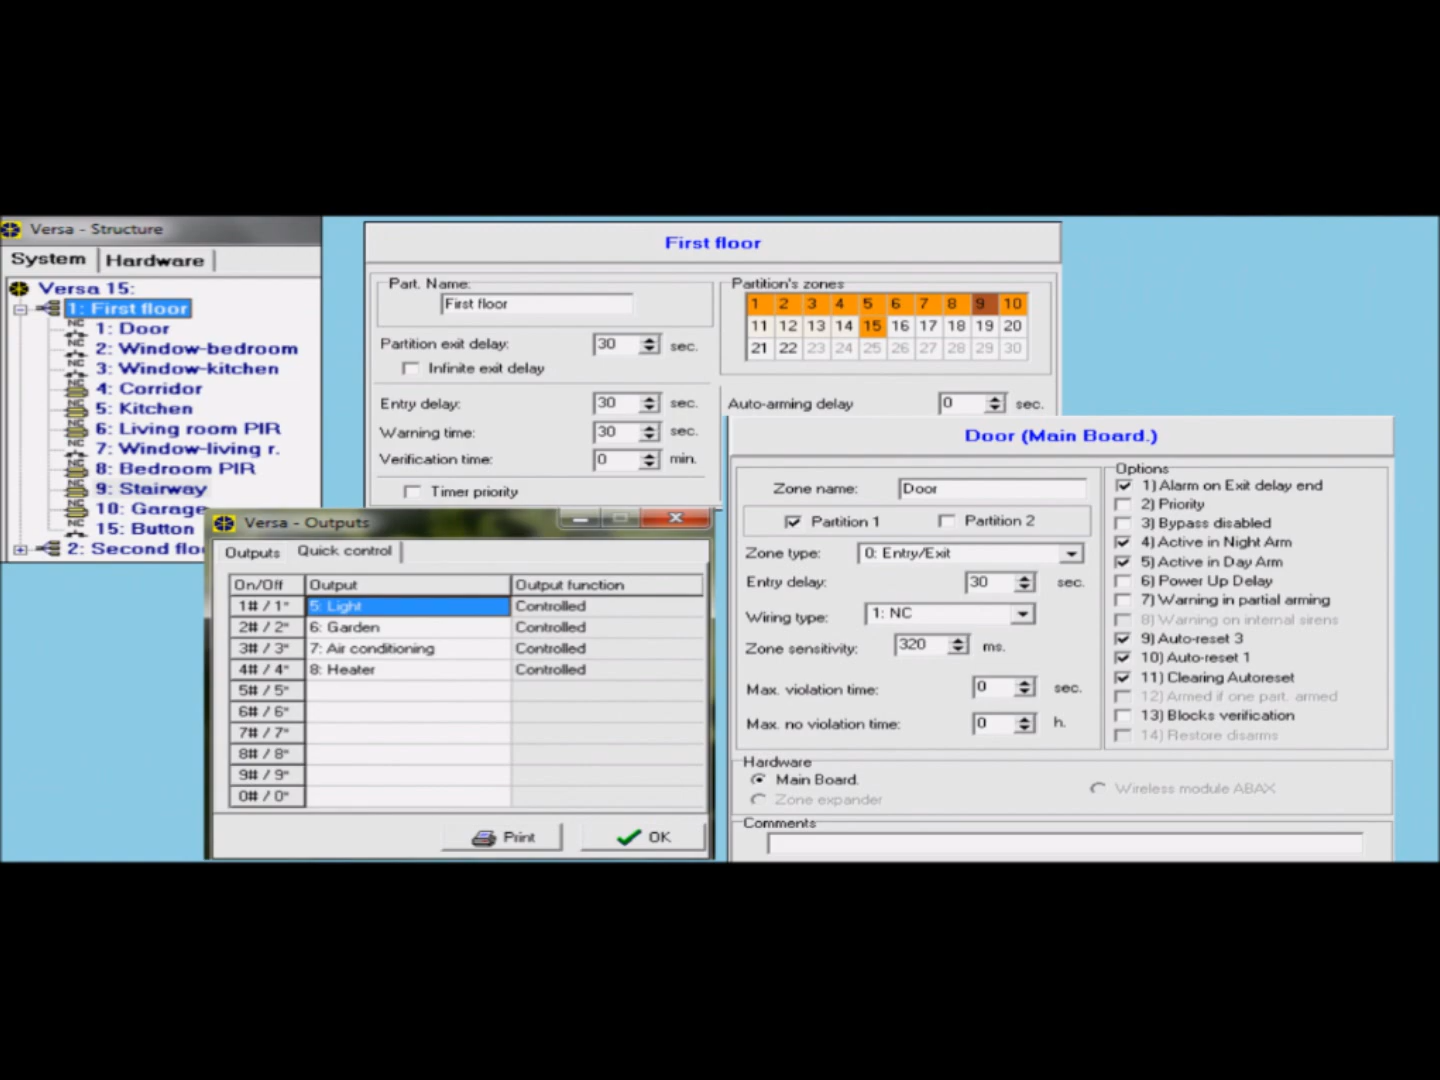 Versa - Structure
System Hardware
Versa 15:
1: First floor
1: Door
2: Window-bedroom
3: Window-kitchen
4: Corridor
5: Kitchen
6: Living room PIR
7: Window-living r.
8: Bedroom PIR
9: Stairway
10: Garage
15: Button
2: Second floo
First floor
Part. Name:
First floor
Partition exit delay: 30 sec.
Infinite exit delay
Entry delay: 30 sec.
Warning time: 30 sec.
Verification time: 0 min.
Timer priority
Partition's zones
1 2 3 4 5 6 7 8 9 10
11 12 13 14 15 16 17 18 19 20
21 22 23 24 25 26 27 28 29 30
Auto-arming delay 0 sec.
Versa - Outputs
Outputs Quick control
On/Off Output Output function
1# / 1* 5: Light Controlled
2# / 2* 6: Garden Controlled
3# / 3* 7: Air conditioning Controlled
4# / 4* 8: Heater Controlled
5# / 5*
6# / 6*
7# / 7*
8# / 8*
9# / 9*
0# / 0*
Print OK
Door (Main Board.)
Zone name: Door
Partition 1 Partition 2
Zone type: 0: Entry/Exit
Entry delay: 30 sec.
Wiring type: 1: NC
Zone sensitivity: 320 ms.
Max. violation time: 0 sec.
Max. no violation time: 0 h.
Options
1) Alarm on Exit delay end
2) Priority
3) Bypass disabled
4) Active in Night Arm
5) Active in Day Arm
6) Power Up Delay
7) Warning in partial arming
8) Warning on internal sirens
9) Auto-reset 3
10) Auto-reset 1
11) Clearing Autoreset
12) Armed if one part. armed
13) Blocks verification
14) Restore disarms
Hardware
Main Board.
Zone expander
Wireless module ABAX
Comments